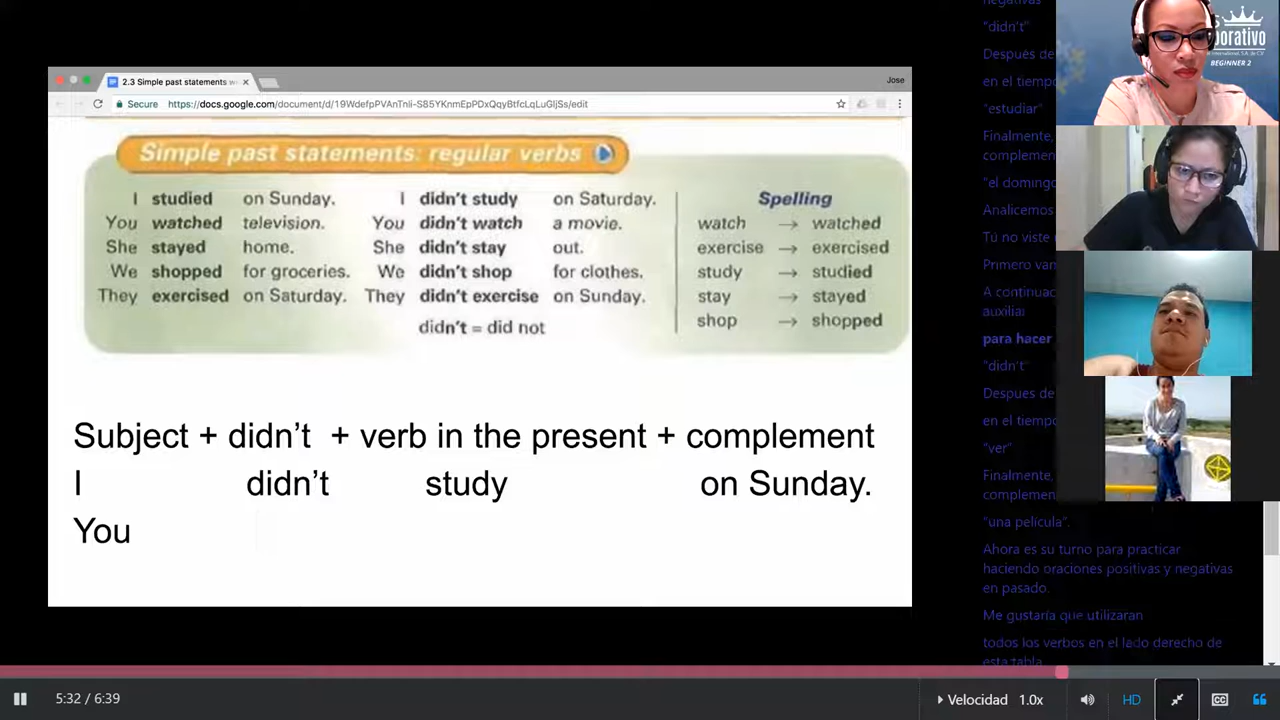 2.3 Simple past statements w
Jose
Secure https://docs.google.com/document/d/19WdefpPVAnTnli-S85YKnmEpPDxQqyBtfcLqLuGIjSs/edit
Simple past statements: regular verbs
I studied on Sunday. I didn't study on Saturday. Spelling
You watched television. You didn't watch a movie. watch → watched
She stayed home. She didn't stay out. exercise → exercised
We shopped for groceries. We didn't shop for clothes. study → studied
They exercised on Saturday. They didn't exercise on Sunday. stay → stayed
didn't = did not shop → shopped
Subject + didn't + verb in the present + complement
I didn't study on Sunday.
You
negativas
"didn't"
Después de
en el tiempo
"estudiar"
Finalmente,
"el domingo
Analicemos
Tú no viste
Primero vam
A continuac
auxiliar
para hacer
"didn't"
Despues de
en el tiempo
"ver"
Finalmente,
"una película".
Ahora es su turno para practicar
haciendo oraciones positivas y negativas
en pasado.
Me gustaría que utilizaran
todos los verbos en el lado derecho de
esta tabla
BEGINNER 2
5:32 / 6:39
Velocidad 1.0x
HD
CC